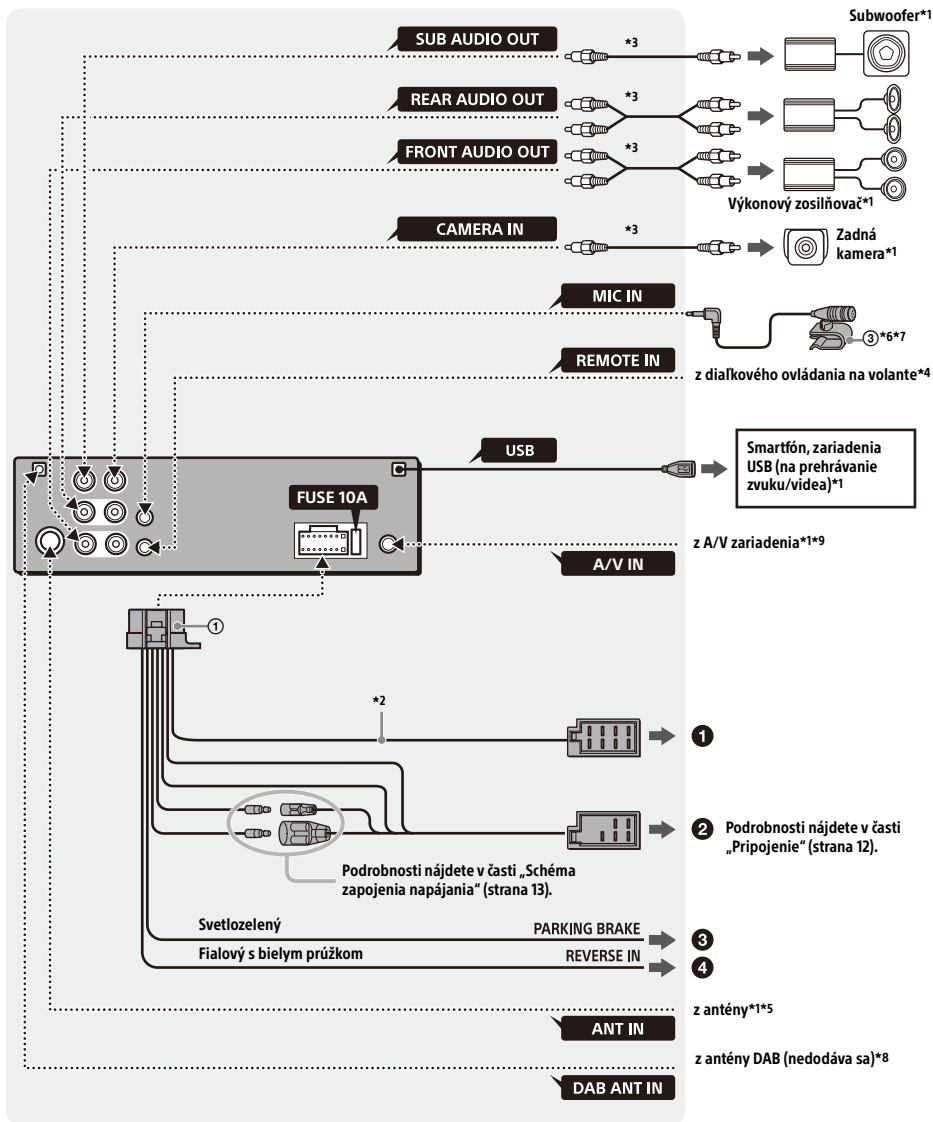 Subwoofer*1
SUB AUDIO OUT
*3
REAR AUDIO OUT
*3
FRONT AUDIO OUT
*3
Výkonový zosilňovač*1
CAMERA IN
*3
Zadná
kamera*1
MIC IN
③*6*7
REMOTE IN
z diaľkového ovládania na volante*4
USB
Smartfón, zariadenia
USB (na prehrávanie
zvuku/videa)*1
FUSE 10A
z A/V zariadenia*1*9
A/V IN
①
*2
❶
❷ Podrobnosti nájdete v časti
„Pripojenie“ (strana 12).
Podrobnosti nájdete v časti „Schéma
zapojenia napájania“ (strana 13).
Svetlozelený PARKING BRAKE ❸
Fialový s bielym prúžkom REVERSE IN ❹
z antény*1*5
ANT IN
z antény DAB (nedodáva sa)*8
DAB ANT IN